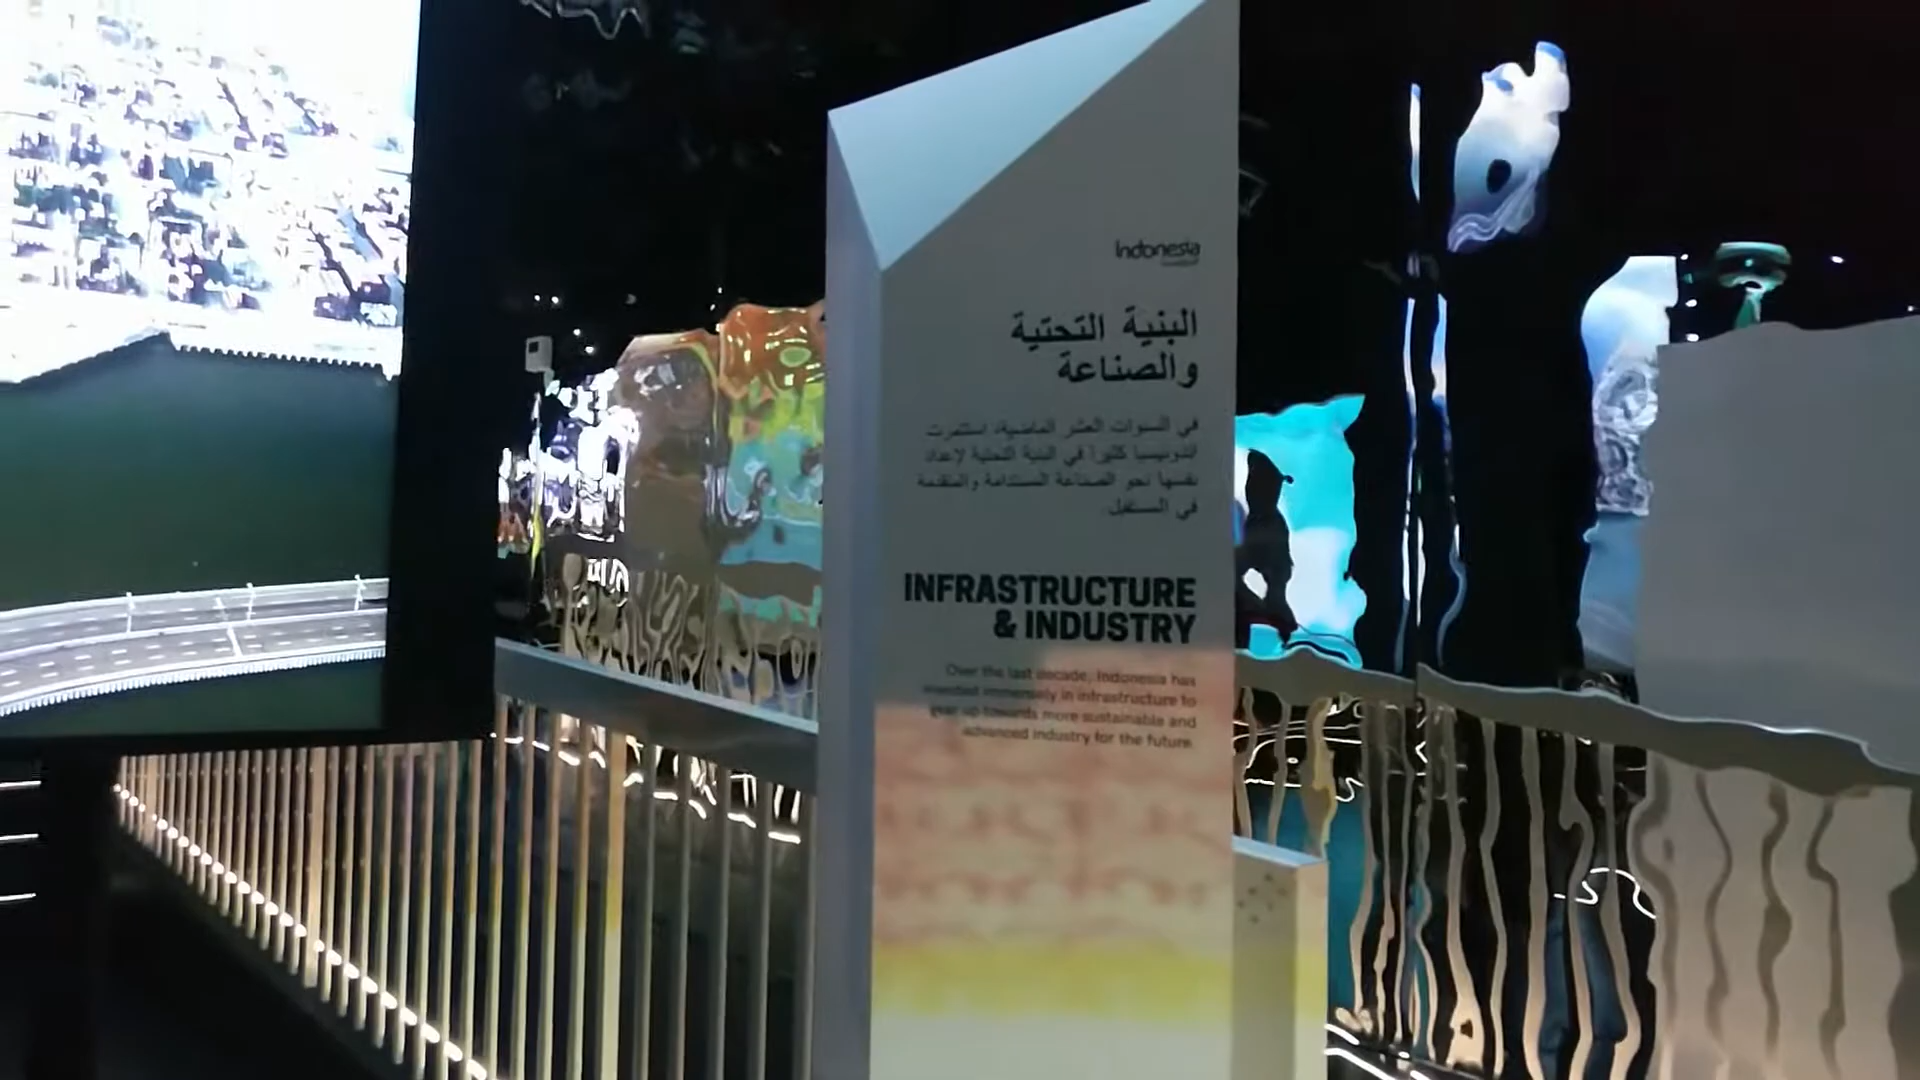 Indonesia
البنية التحتية
والصناعة
في السنوات العشر الماضية، استثمرت
اندونيسيا كثيراً في البنية التحتية لإعداد
نفسها نحو الصناعة المستدامة والمتقدمة
في المستقبل.
INFRASTRUCTURE
& INDUSTRY
Over the last decade, Indonesia has
invested immensely in infrastructure to
gear up towards more sustainable and
advanced industry for the future.